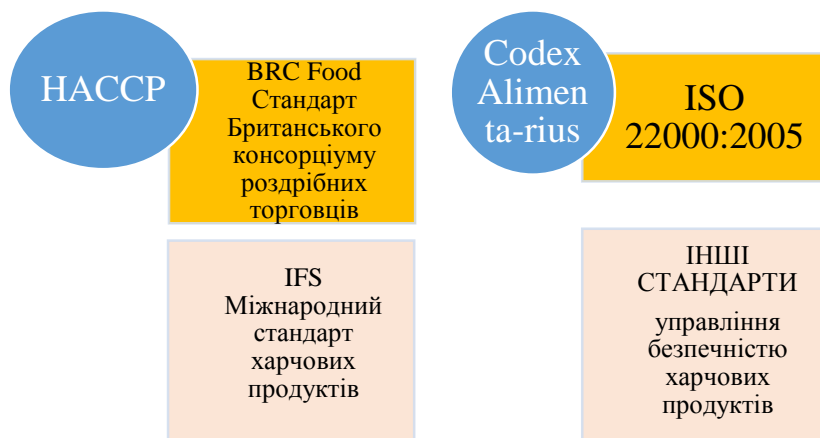 HACCP
BRC Food
Стандарт
Британського
консорціуму
роздрібних
торговців
IFS
Міжнародний
стандарт
харчових
продуктів
Codex
Alimen
ta-rius
ISO
22000:2005
ІНШІ
СТАНДАРТИ
управління
безпечністю
харчових
продуктів